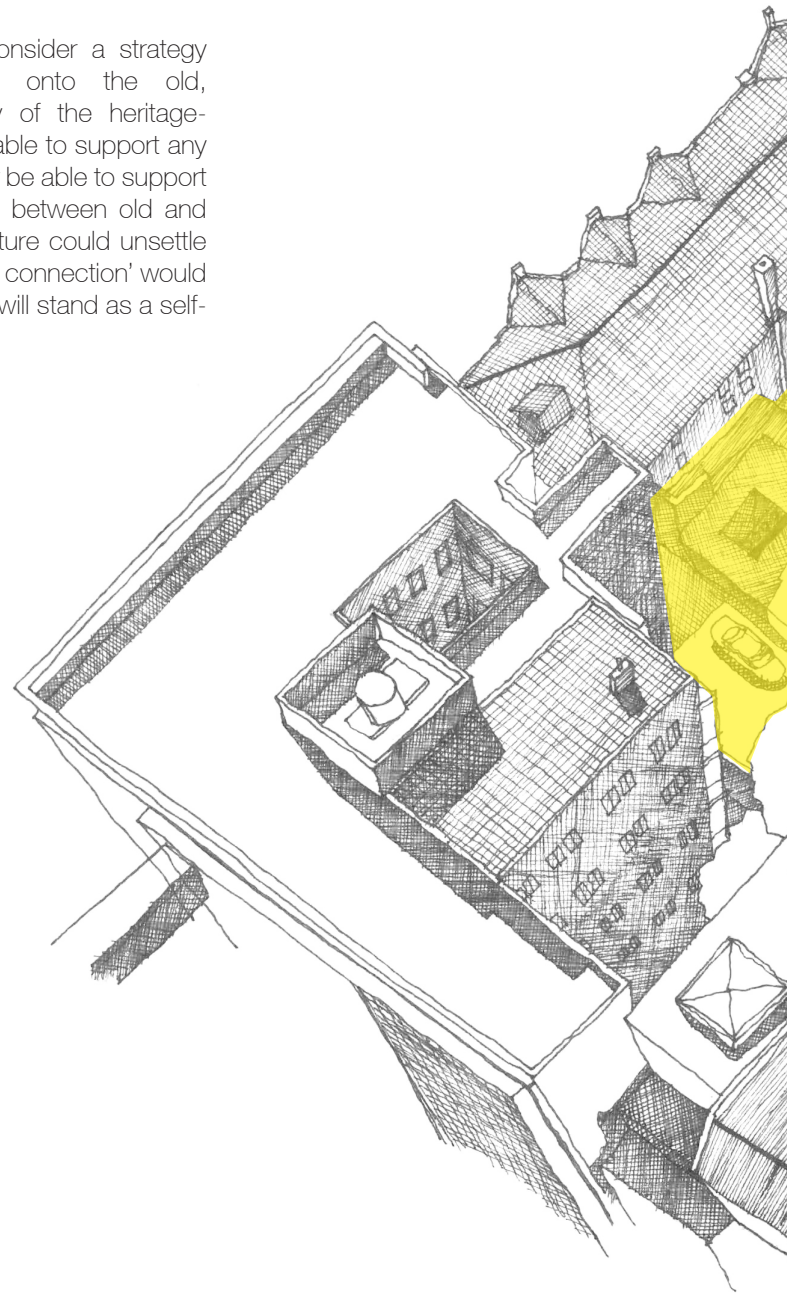 onsider a strategy
onto the old,
of the heritage-
able to support any
be able to support
between old and
ture could unsettle
connection’ would
will stand as a self-